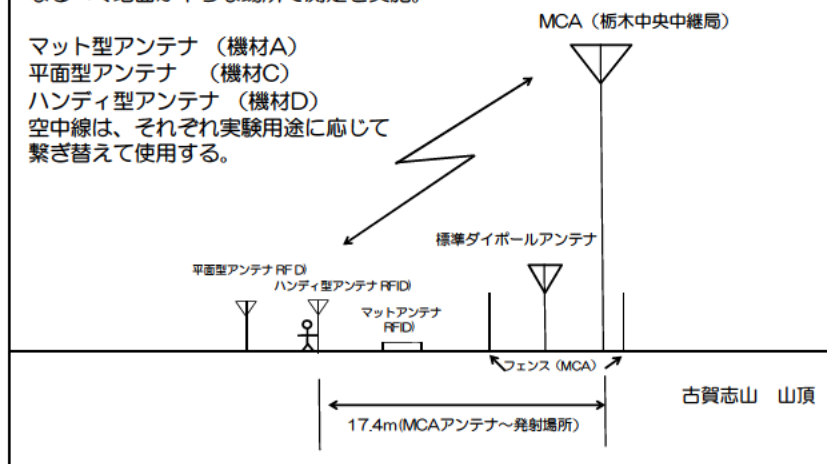 マット型アンテナ （機材A）
平面型アンテナ （機材C）
ハンディ型アンテナ （機材D）
空中線は、それぞれ実験用途に応じて
繋ぎ替えて使用する。
MCA（栃木中央中継局）
標準ダイポールアンテナ
平面型アンテナ RFD)
ハンディ型アンテナ RFID)
マットアンテナ
RFID)
フェンス（MCA）
古賀志山 山頂
17.4m(MCAアンテナ～発射場所)